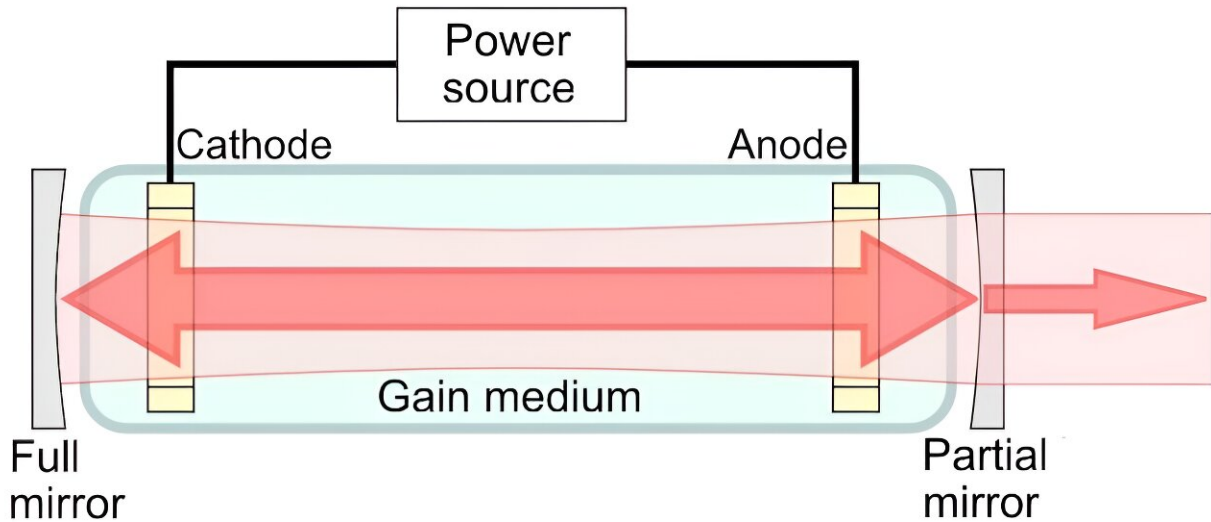 Power
source
Cathode
Anode
Gain medium
Full
mirror
Partial
mirror